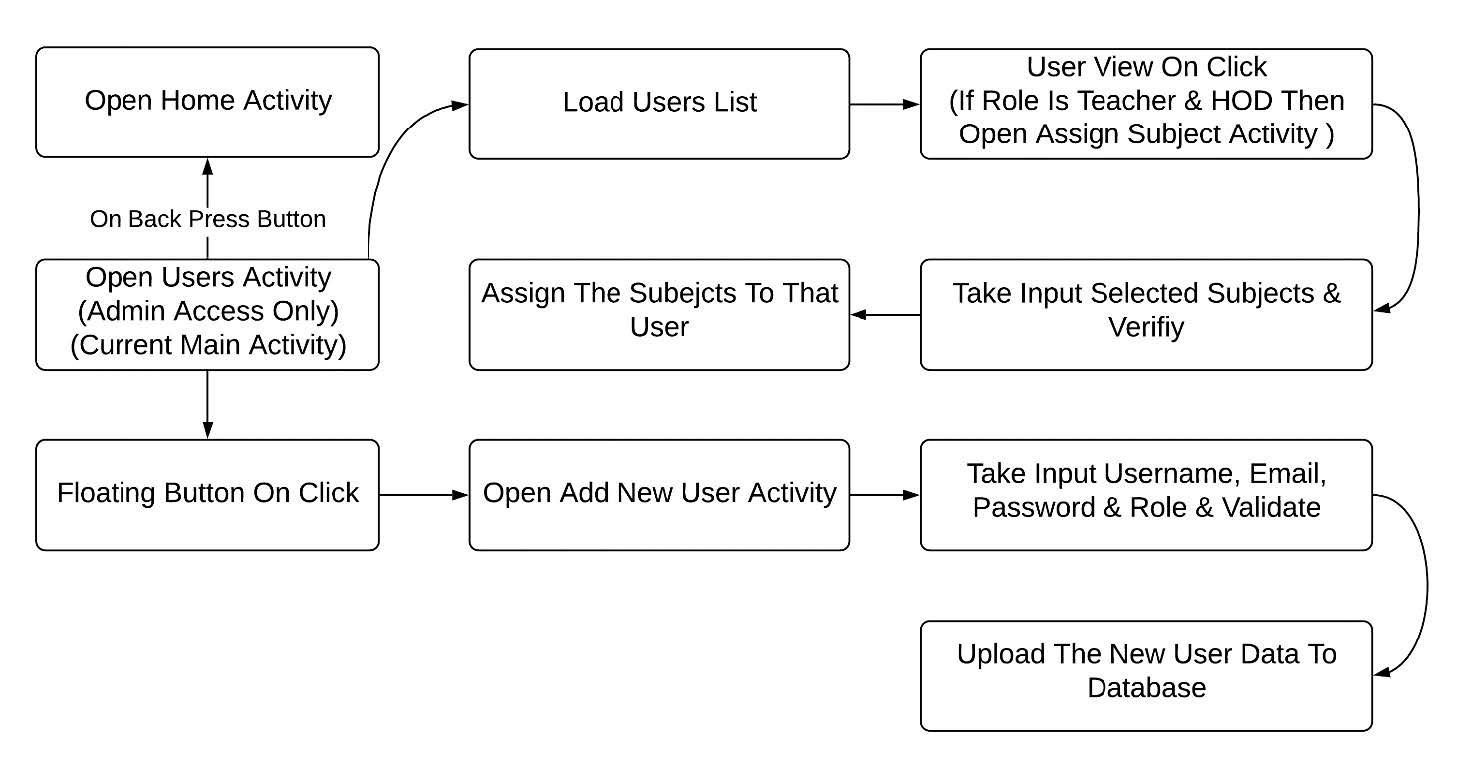 Open Home Activity
Load Users List
User View On Click
(If Role Is Teacher & HOD Then
Open Assign Subject Activity )
On Back Press Button
Open Users Activity
(Admin Access Only)
(Current Main Activity)
Assign The Subejcts To That
User
Take Input Selected Subjects &
Verifiy
Floating Button On Click
Open Add New User Activity
Take Input Username, Email,
Password & Role & Validate
Upload The New User Data To
Database